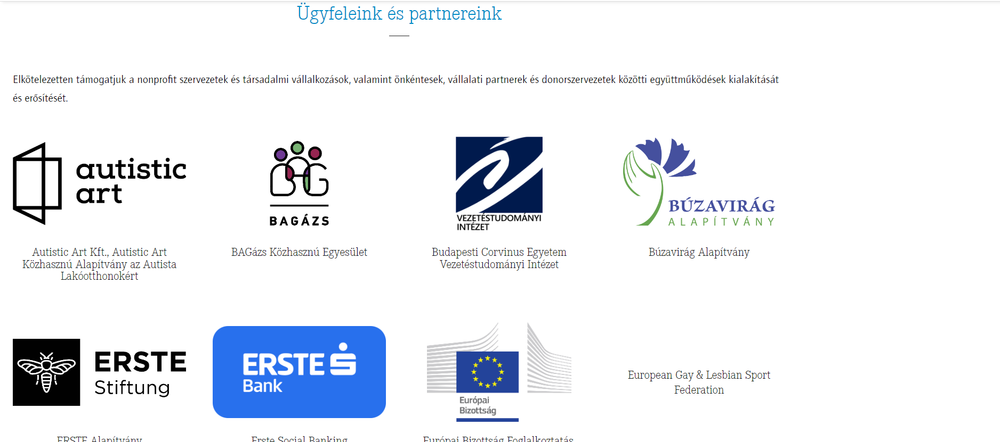 Ügyfeleink és partnereink
Elkötelezetten támogatjuk a nonprofit szervezetek és társadalmi vállalkozások, valamint önkéntesek, vállalati partnerek és donorszervezetek közötti együttműködések kialakítását
és erősítését.
autistic
art
BAG
BAGÁZS
VEZETÉSTUDOMÁNYI
INTÉZET
BÚZAVIRÁG
ALAPÍTVÁNY
Autistic Art Kft., Autistic Art
Közhasznú Alapítvány az Autista
Lakóotthonokért
BAGázs Közhasznú Egyesület
Budapesti Corvinus Egyetem
Vezetéstudományi Intézet
Búzavirág Alapítvány
ERSTE
Stiftung
ERSTE
Bank
Európai
Bizottság
European Gay & Lesbian Sport
Federation
ERSTE Alapítvány
Erste Social Banking
Európai Bizottság Foglalkoztatás